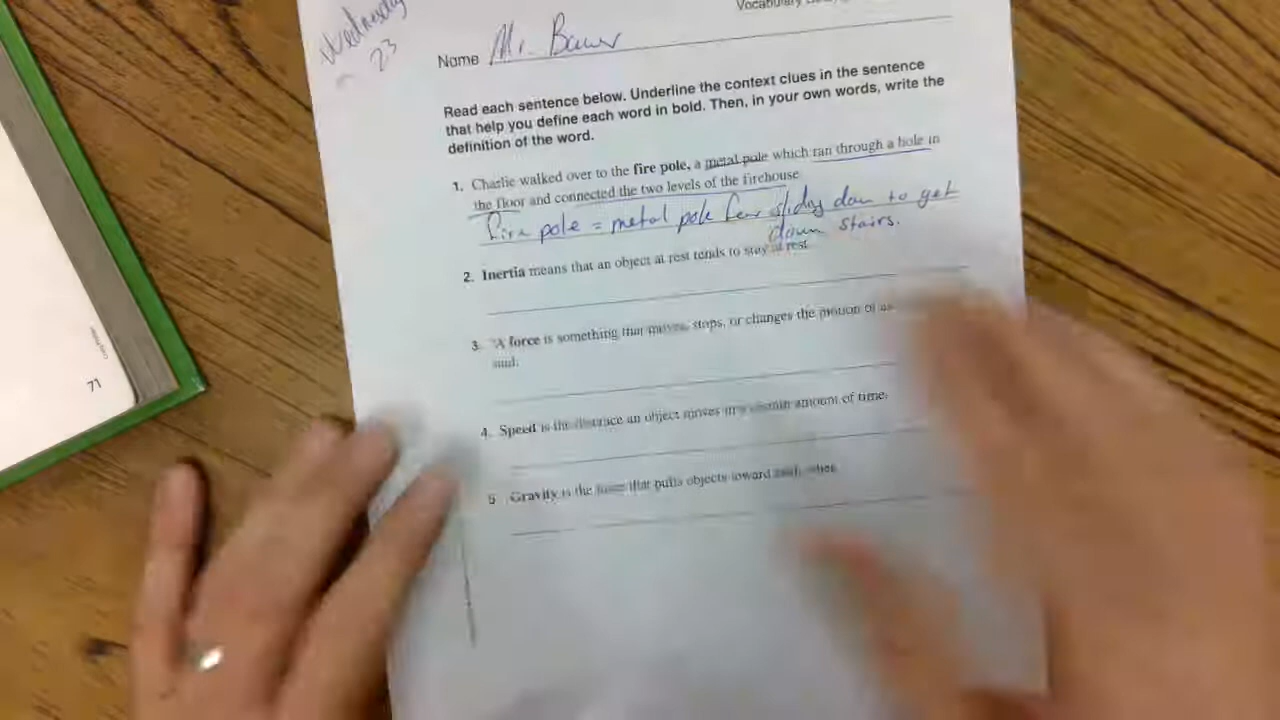 Wednesday
23
Vocabulary
Name Mr. Bauer
Read each sentence below. Underline the context clues in the sentence
that help you define each word in bold. Then, in your own words, write the
definition of the word.
1. Charlie walked over to the fire pole, a metal pole which ran through a hole in
the floor and connected the two levels of the firehouse.
fire pole = metal pole for sliding down to get
down stairs.
2. Inertia means that an object at rest tends to stay at rest.
3. "A force is something that moves, stops, or changes the motion of
said.
4. Speed is the distance an object moves in a certain amount of time.
5 Gravity is the force that pulls objects toward each other.
71